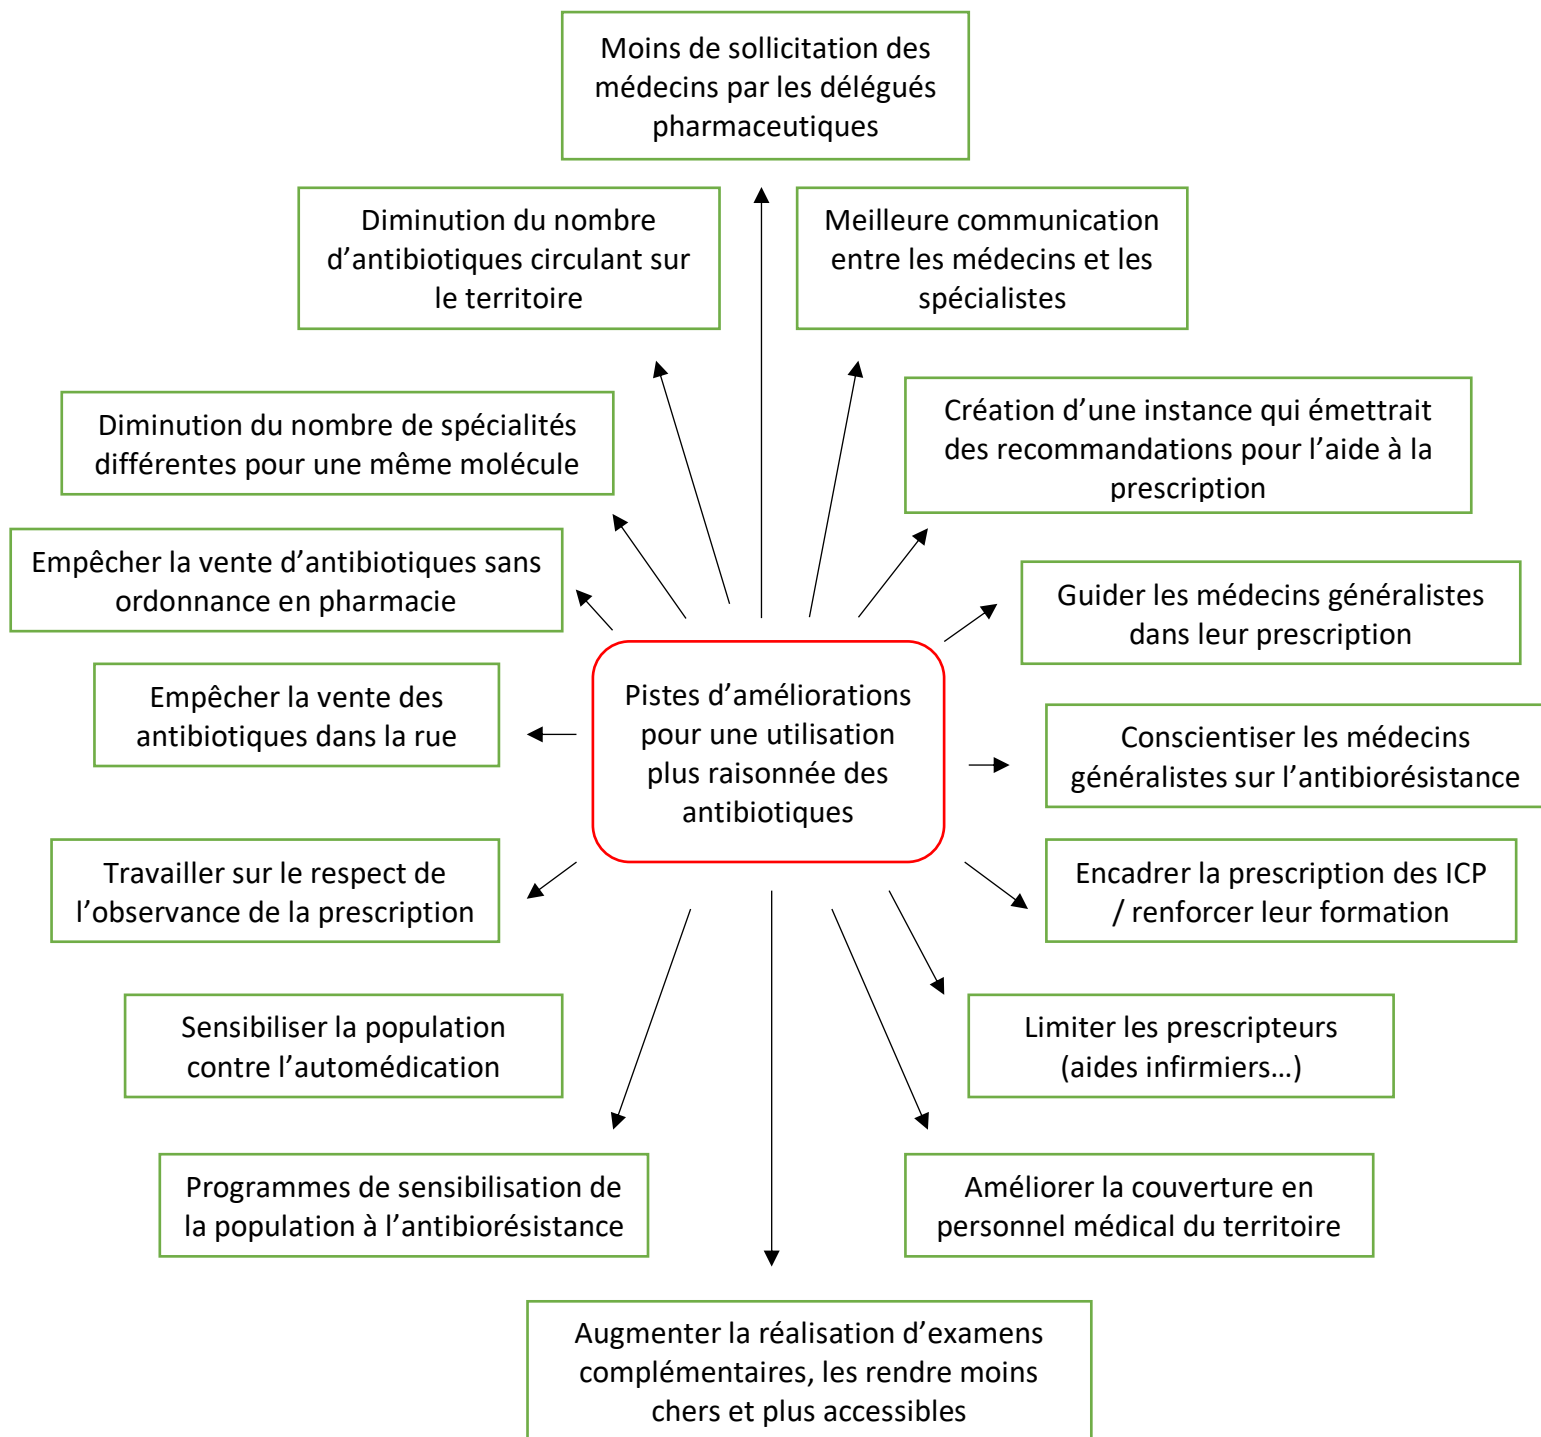 Moins de sollicitation des
médecins par les délégués
pharmaceutiques
Diminution du nombre
d’antibiotiques circulant sur
le territoire
Meilleure communication
entre les médecins et les
spécialistes
Diminution du nombre de spécialités
différentes pour une même molécule
Création d’une instance qui émettrait
des recommandations pour l’aide à la
prescription
Empêcher la vente d’antibiotiques sans
ordonnance en pharmacie
Guider les médecins généralistes
dans leur prescription
Empêcher la vente des
antibiotiques dans la rue
Pistes d’améliorations
pour une utilisation
plus raisonnée des
antibiotiques
Conscientiser les médecins
généralistes sur l’antibiorésistance
Travailler sur le respect de
l’observance de la prescription
Encadrer la prescription des ICP
/ renforcer leur formation
Sensibiliser la population
contre l’automédication
Limiter les prescripteurs
(aides infirmiers…)
Programmes de sensibilisation de
la population à l’antibiorésistance
Améliorer la couverture en
personnel médical du territoire
Augmenter la réalisation d’examens
complémentaires, les rendre moins
chers et plus accessibles